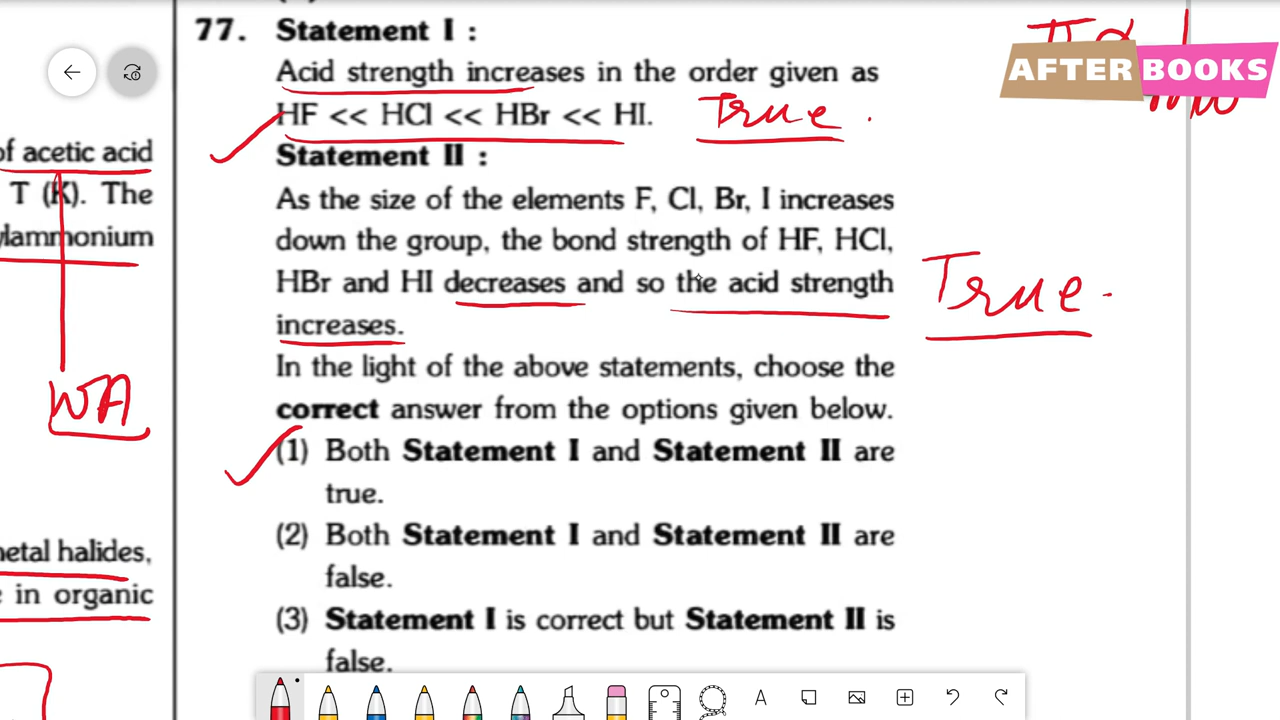 77. Statement I :
Acid strength increases in the order given as
HF << HCl << HBr << HI. True.
Statement II :
As the size of the elements F, Cl, Br, I increases
down the group, the bond strength of HF, HCl,
HBr and HI decreases and so the acid strength
increases.
True.
In the light of the above statements, choose the
correct answer from the options given below.
(1) Both Statement I and Statement II are
true.
(2) Both Statement I and Statement II are
false.
(3) Statement I is correct but Statement II is
false.
of acetic acid
T (K). The
ylammonium
WA
netal halides,
in organic
AFTERBOOKS
A